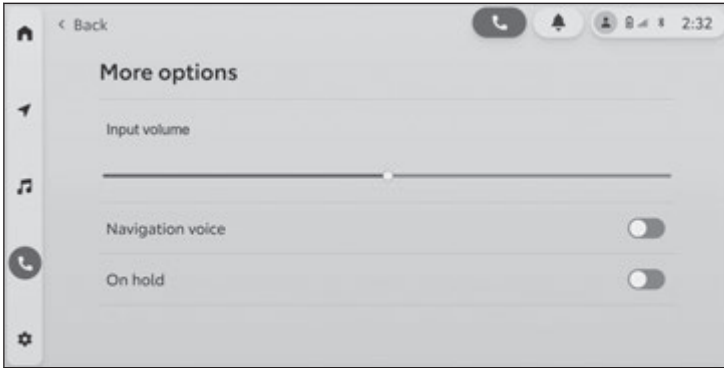 < Back
2:32
More options
Input volume
Navigation voice
On hold